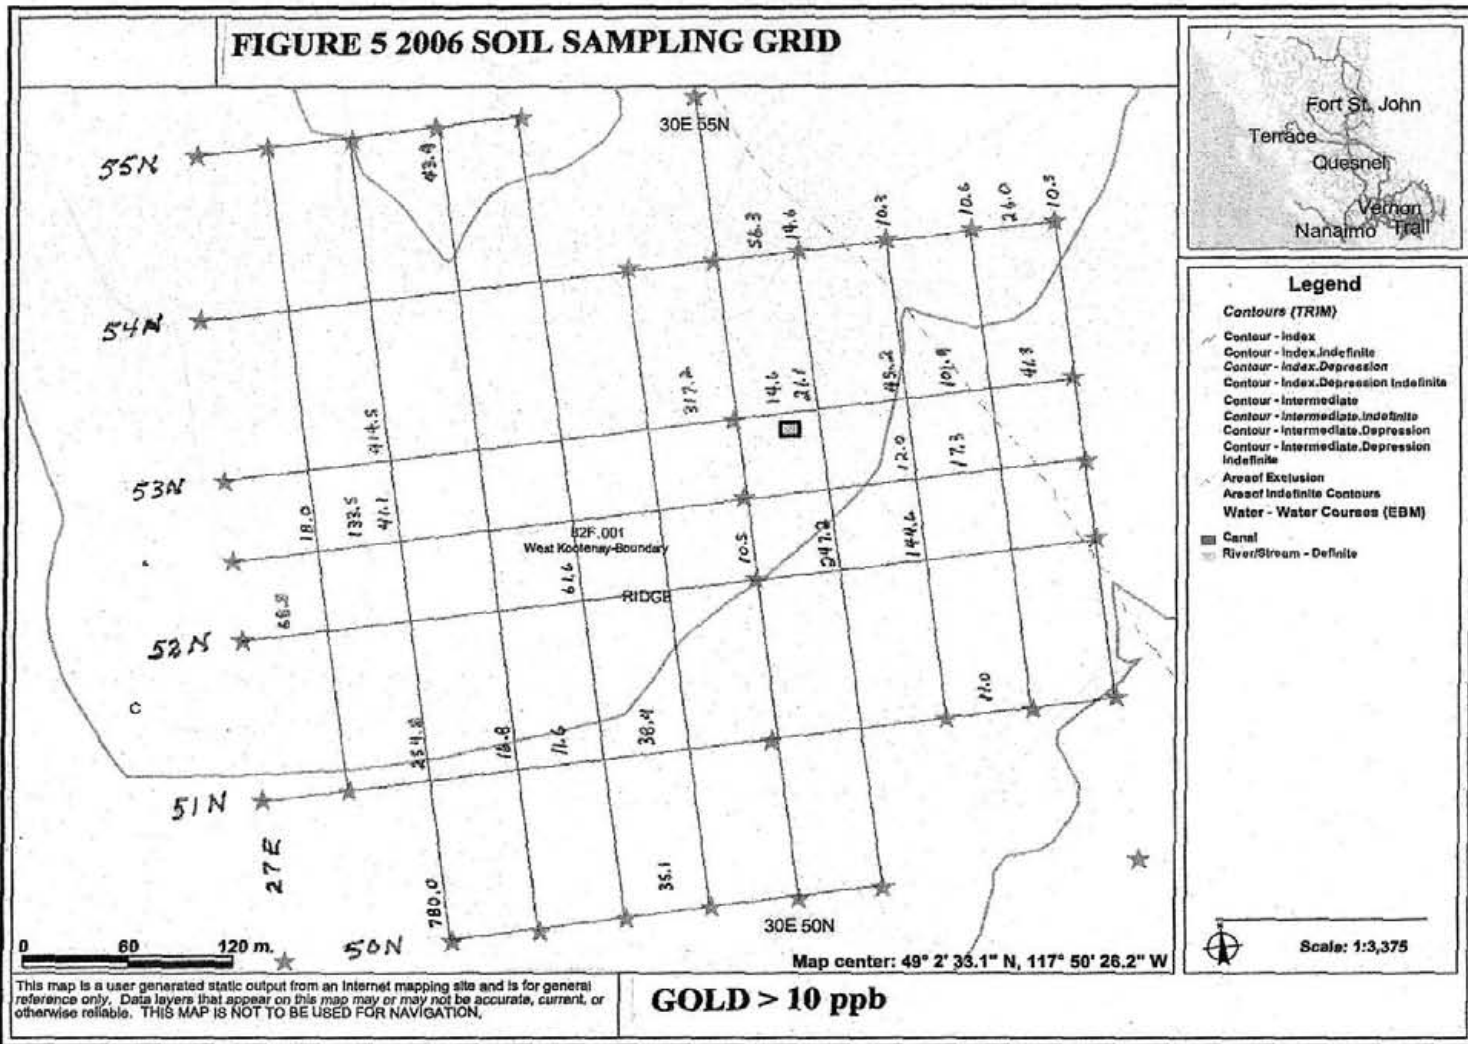 FIGURE 5 2006 SOIL SAMPLING GRID
Fort St. John
Terrace
Quesnel
Vernon
Nanaimo Trail
30E 55N
55N
43.9
56.3
14.6
10.3
10.6
26.0
10.5
54N
317.2
14.6
21.1
45.2
101.9
41.3
414.5
53N
18.0
133.5
41.1
12.0
17.3
82F.001
West Kootenay-Boundary
61.6
10.5
247.2
144.6
RIDGE
68.8
52N
C
254.8
16.8
11.6
38.4
11.0
51N
27E
780.0
35.1
50N
30E 50N
0 60 120 m.
Map center: 49° 2' 33.1" N, 117° 50' 26.2" W
Legend
Contours (TRIM)
Contour - Index
Contour - Index.Indefinite
Contour - Index.Depression
Contour - Index.Depression Indefinite
Contour - Intermediate
Contour - Intermediate.Indefinite
Contour - Intermediate.Depression
Contour - Intermediate.Depression
Indefinite
Area of Exclusion
Area of Indefinite Contours
Water - Water Courses (EBM)
Canal
River/Stream - Definite
Scale: 1:3,375
This map is a user generated static output from an Internet mapping site and is for general
reference only. Data layers that appear on this map may or may not be accurate, current, or
otherwise reliable. THIS MAP IS NOT TO BE USED FOR NAVIGATION.
GOLD > 10 ppb